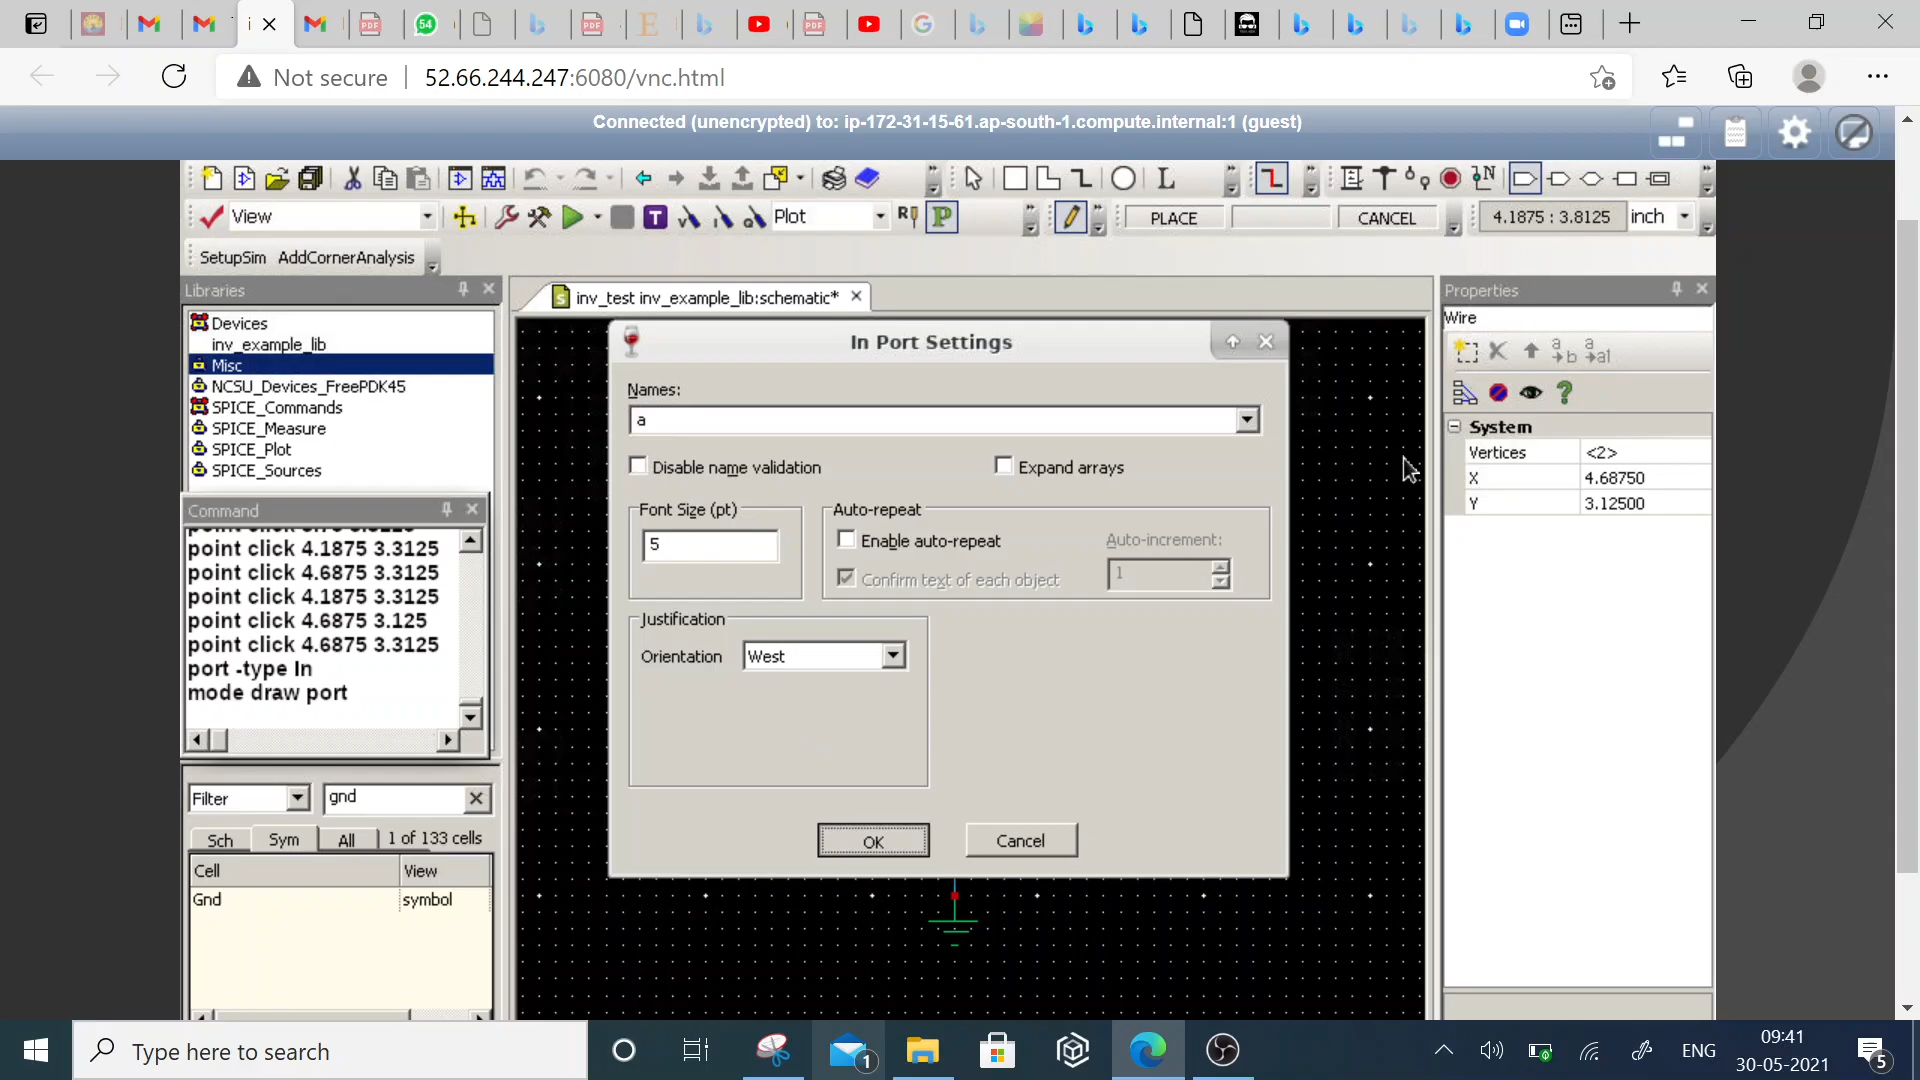 54
PDF
PDF
PDF
Not secure
52.66.244.247:6080/vnc.html
Connected (unencrypted) to: ip-172-31-15-61.ap-south-1.compute.internal:1 (guest)
View
Plot
PLACE
CANCEL
4.1875 : 3.8125
inch
SetupSim AddCornerAnalysis
Libraries
inv_test inv_example_lib:schematic*
Properties
Devices
inv_example_lib
Misc
NCSU_Devices_FreePDK45
SPICE_Commands
SPICE_Measure
SPICE_Plot
SPICE_Sources
Command
point click 4.1875 3.3125
point click 4.6875 3.3125
point click 4.1875 3.3125
point click 4.6875 3.125
point click 4.6875 3.3125
port -type In
mode draw port
Filter
gnd
Sch
Sym
All
1 of 133 cells
Cell
View
Gnd
symbol
In Port Settings
Names:
a
Disable name validation
Expand arrays
Font Size (pt)
5
Auto-repeat
Enable auto-repeat
Auto-increment:
Confirm text of each object
1
Justification
Orientation
West
OK
Cancel
Wire
System
Vertices
<2>
X
4.68750
Y
3.12500
Type here to search
1
ENG
09:41
30-05-2021
5